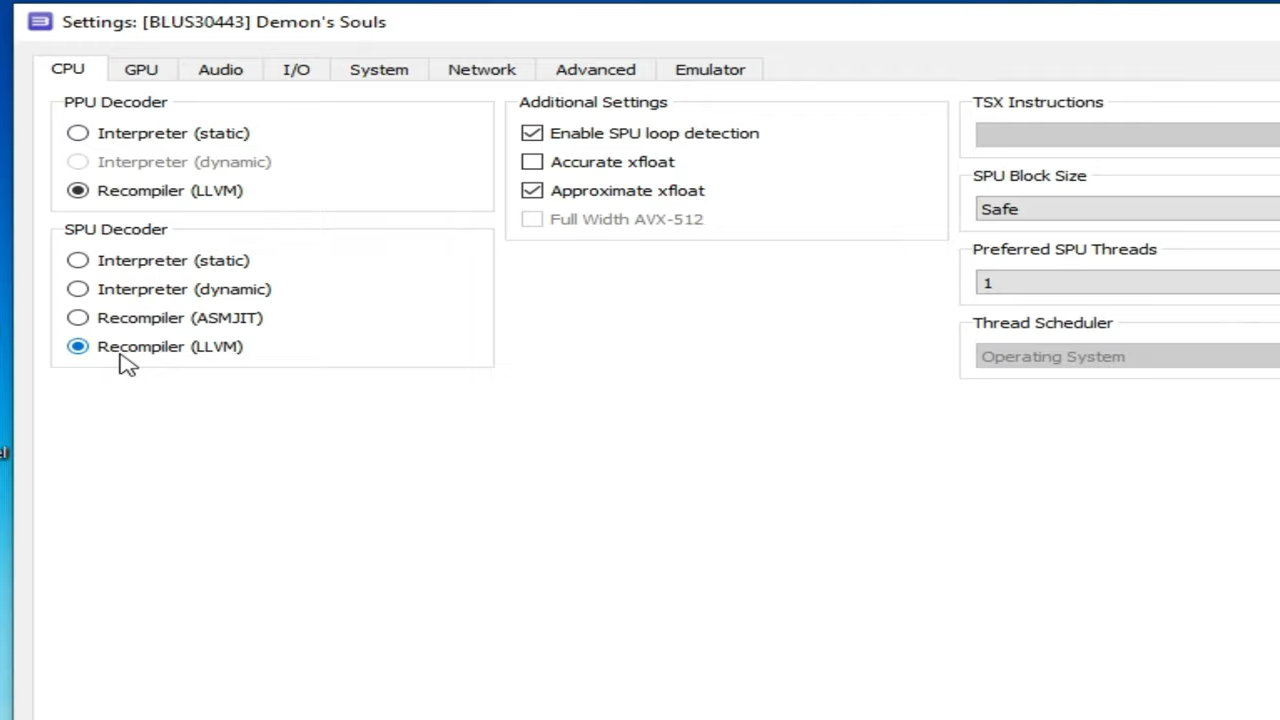 Settings: [BLUS30443] Demon's Souls
CPU
GPU
Audio
I/O
System
Network
Advanced
Emulator
PPU Decoder
Interpreter (static)
Interpreter (dynamic)
Recompiler (LLVM)
SPU Decoder
Interpreter (static)
Interpreter (dynamic)
Recompiler (ASMJIT)
Recompiler (LLVM)
Additional Settings
Enable SPU loop detection
Accurate xfloat
Approximate xfloat
Full Width AVX-512
TSX Instructions
SPU Block Size
Safe
Preferred SPU Threads
1
Thread Scheduler
Operating System